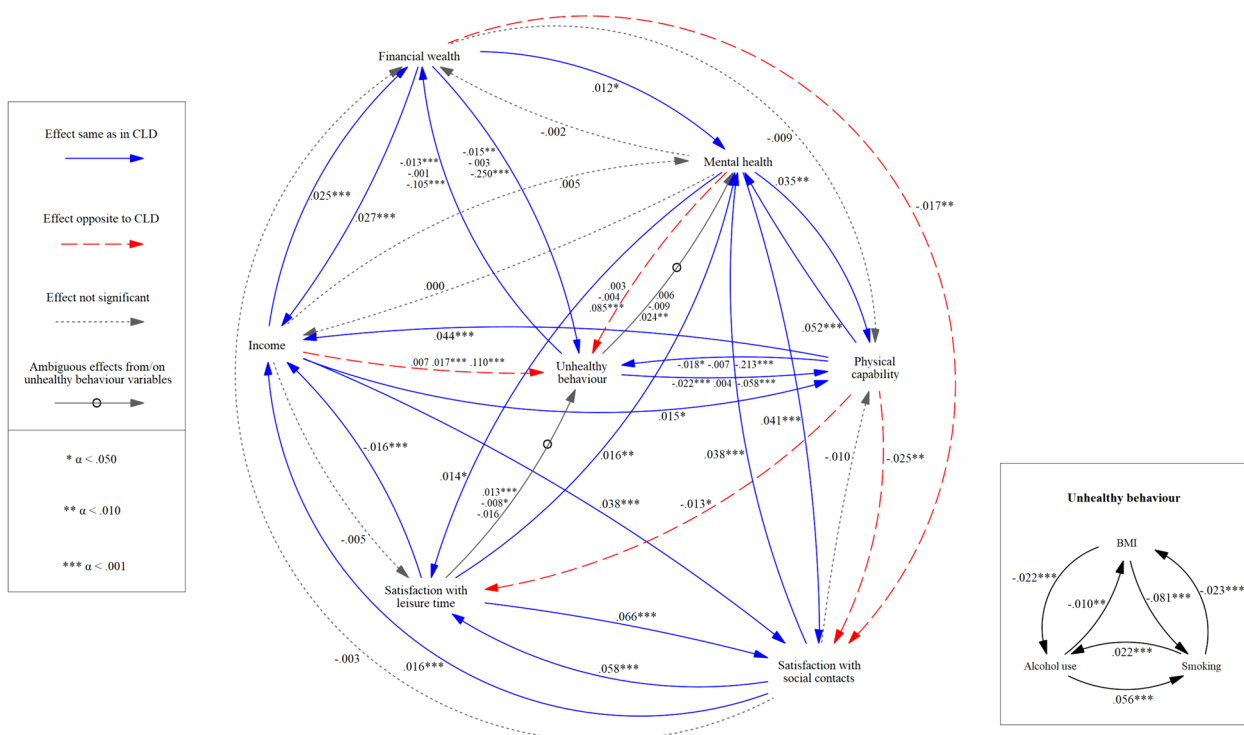 Effect same as in CLD
Effect opposite to CLD
Effect not significant
Ambiguous effects from/on
unhealthy behaviour variables
* α < .050
** α < .010
*** α < .001
Financial wealth
.012*
-.002
-.009
Mental health
-.015**
-.003
-.250***
-.013***
-.001
-.105***
.005
.035**
-.017**
.025***
.027***
.000
.003
-.004
.085***
.006
-.009
.024**
.052***
.044***
Income
.007 .017*** .110***
Unhealthy
behaviour
-.018* -.007 -.213***
-.022*** .004 -.058***
Physical
capability
.015*
.041***
-.016***
.016**
.038***
-.010
-.025**
.014*
.013***
-.008*
-.016
.038***
-.013*
-.005
Satisfaction with
leisure time
.066***
.058***
Satisfaction with
social contacts
-.003
.016***
Unhealthy behaviour
BMI
-.022***
-.010**
-.081***
-.023***
Alcohol use
.022***
Smoking
.056***